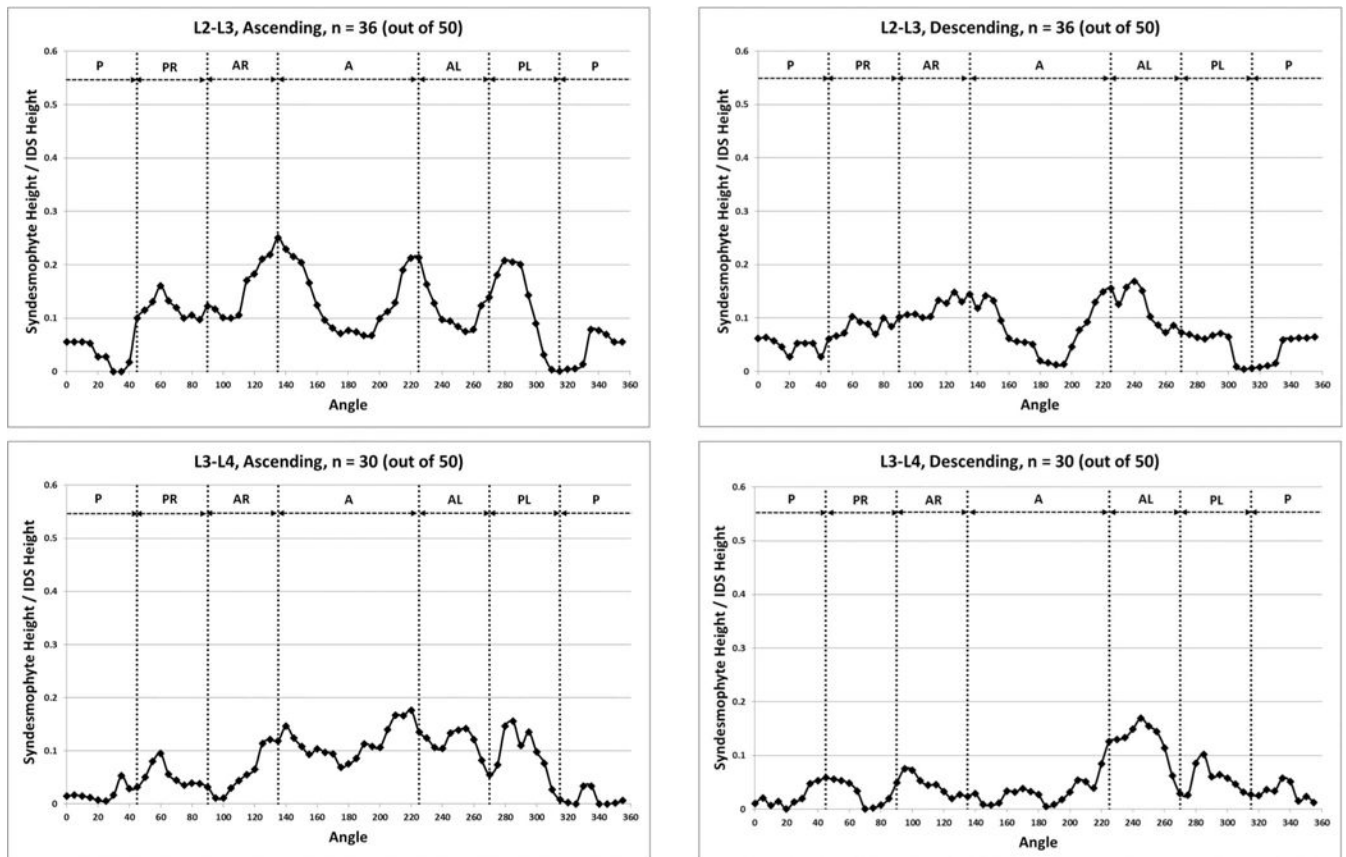 L2-L3, Ascending, n = 36 (out of 50)
Syndesmophyte Height / IDS Height
0.6
0.5
0.4
0.3
0.2
0.1
0
P PR AR A AL PL P
0 20 40 60 80 100 120 140 160 180 200 220 240 260 280 300 320 340 360
Angle
L2-L3, Descending, n = 36 (out of 50)
Syndesmophyte Height / IDS Height
0.6
0.5
0.4
0.3
0.2
0.1
0
P PR AR A AL PL P
0 20 40 60 80 100 120 140 160 180 200 220 240 260 280 300 320 340 360
Angle
L3-L4, Ascending, n = 30 (out of 50)
Syndesmophyte Height / IDS Height
0.6
0.5
0.4
0.3
0.2
0.1
0
P PR AR A AL PL P
0 20 40 60 80 100 120 140 160 180 200 220 240 260 280 300 320 340 360
Angle
L3-L4, Descending, n = 30 (out of 50)
Syndesmophyte Height / IDS Height
0.6
0.5
0.4
0.3
0.2
0.1
0
P PR AR A AL PL P
0 20 40 60 80 100 120 140 160 180 200 220 240 260 280 300 320 340 360
Angle